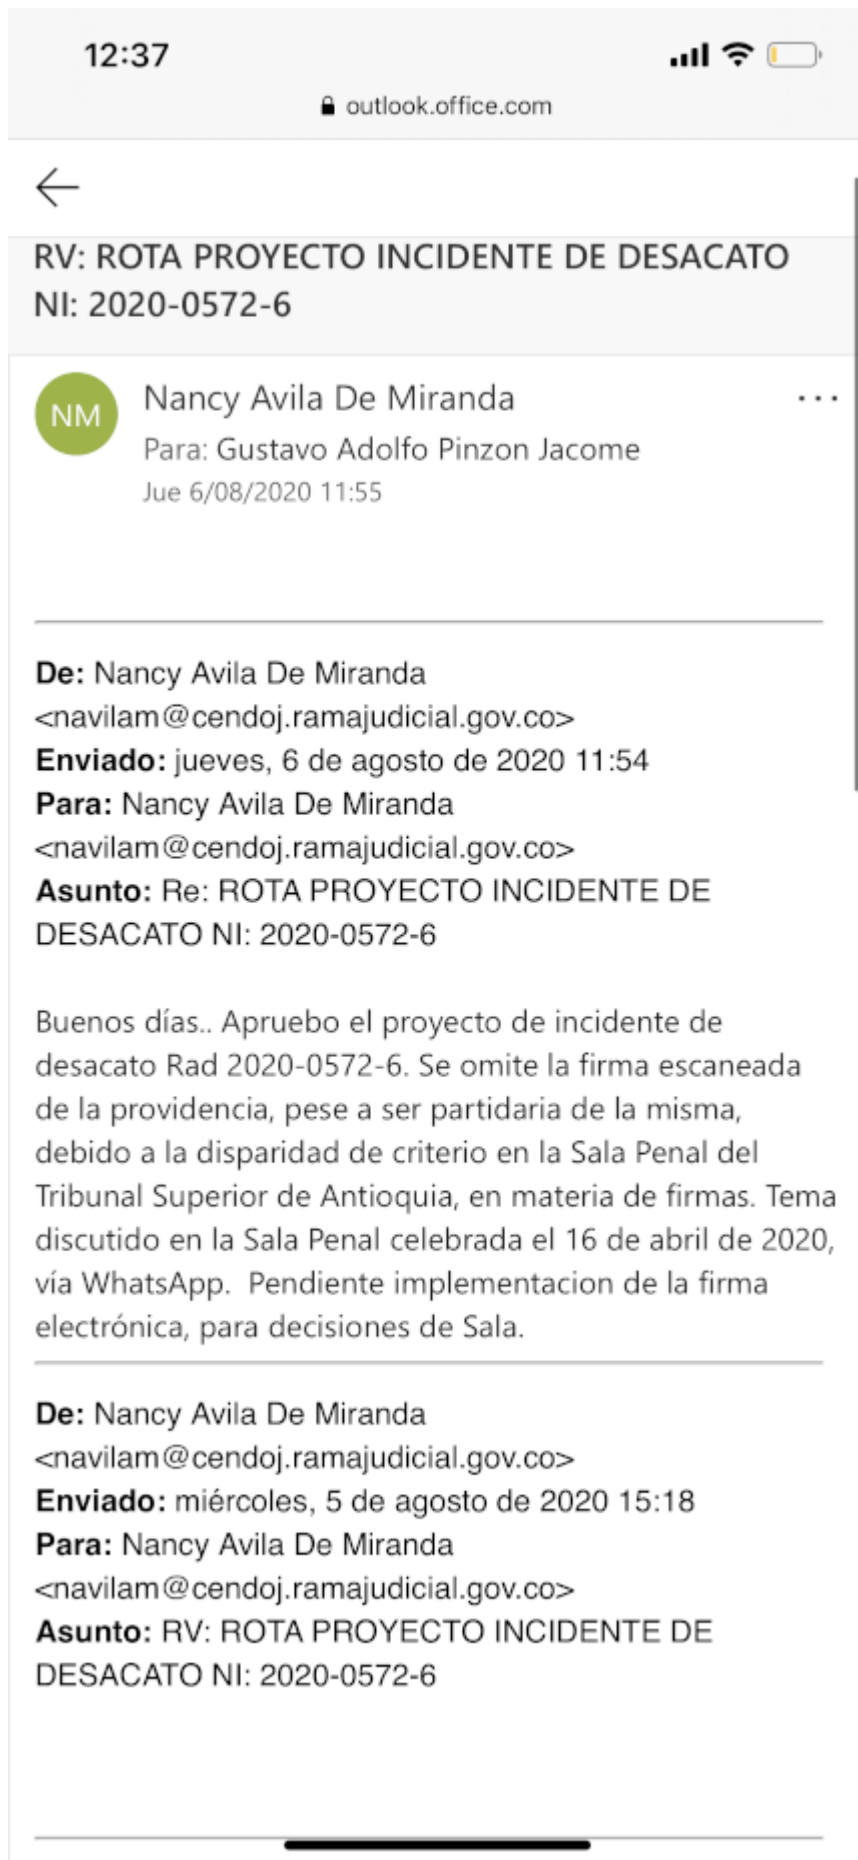 12:37
outlook.office.com
RV: ROTA PROYECTO INCIDENTE DE DESACATO
NI: 2020-0572-6
NM
Nancy Avila De Miranda
Para: Gustavo Adolfo Pinzon Jacome
Jue 6/08/2020 11:55
De: Nancy Avila De Miranda
<navilam@cendoj.ramajudicial.gov.co>
Enviado: jueves, 6 de agosto de 2020 11:54
Para: Nancy Avila De Miranda
<navilam@cendoj.ramajudicial.gov.co>
Asunto: Re: ROTA PROYECTO INCIDENTE DE
DESACATO NI: 2020-0572-6
Buenos días.. Apruebo el proyecto de incidente de
desacato Rad 2020-0572-6. Se omite la firma escaneada
de la providencia, pese a ser partidaria de la misma,
debido a la disparidad de criterio en la Sala Penal del
Tribunal Superior de Antioquia, en materia de firmas. Tema
discutido en la Sala Penal celebrada el 16 de abril de 2020,
vía WhatsApp.  Pendiente implementacion de la firma
electrónica, para decisiones de Sala.
De: Nancy Avila De Miranda
<navilam@cendoj.ramajudicial.gov.co>
Enviado: miércoles, 5 de agosto de 2020 15:18
Para: Nancy Avila De Miranda
<navilam@cendoj.ramajudicial.gov.co>
Asunto: RV: ROTA PROYECTO INCIDENTE DE
DESACATO NI: 2020-0572-6